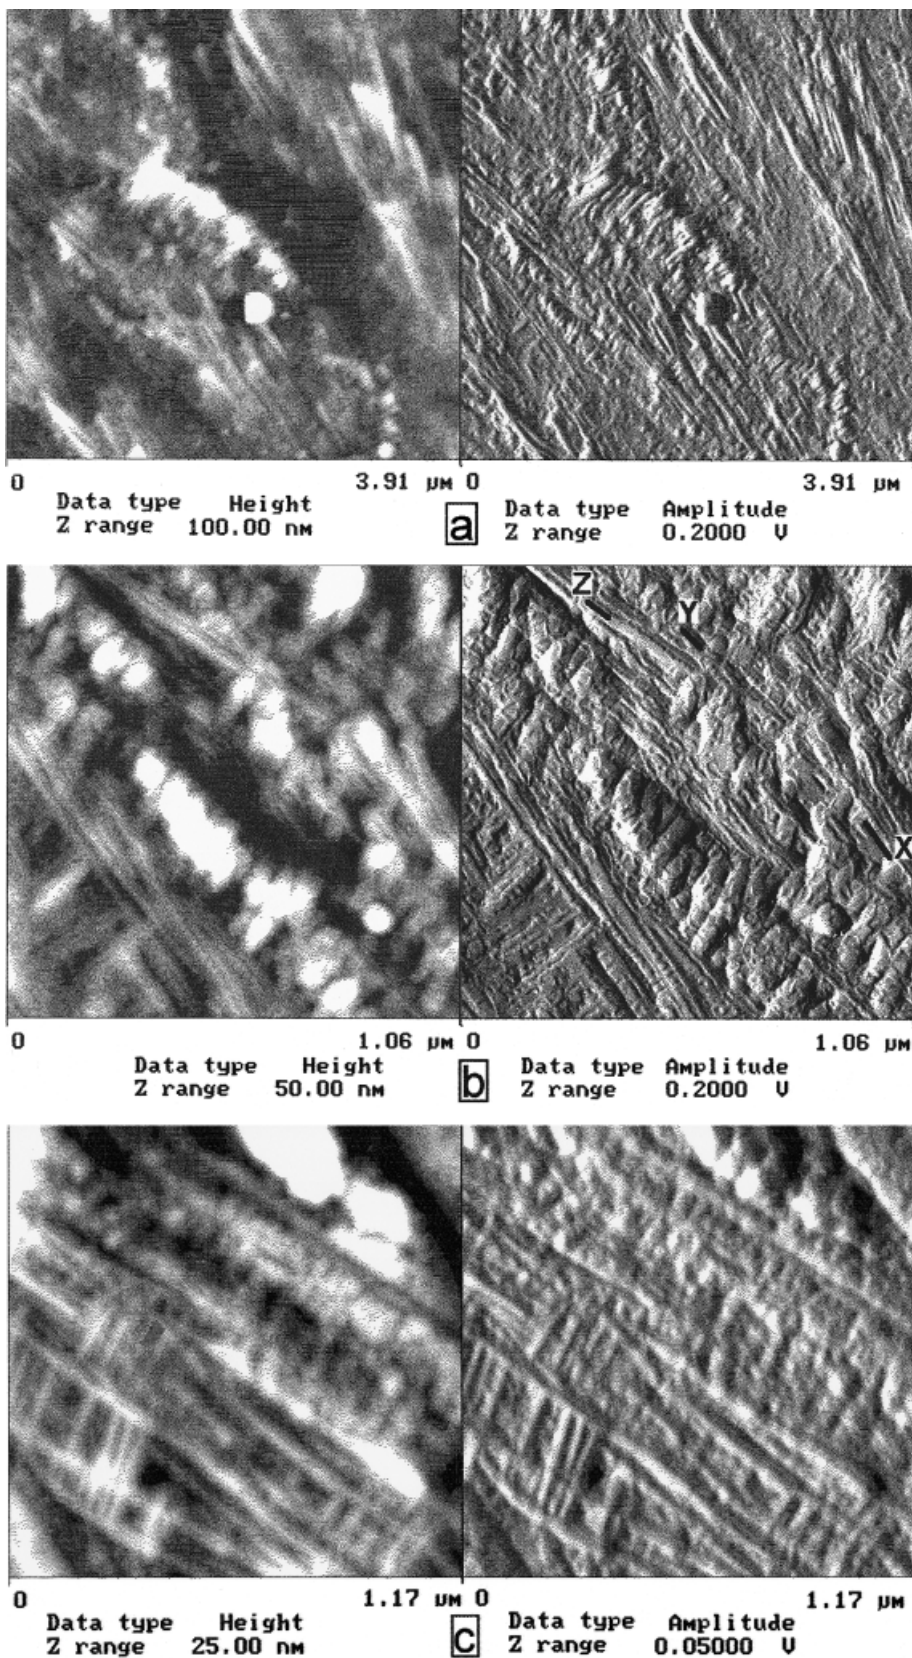 0 3.91 µM 0 3.91 µM
Data type Height Data type Amplitude
Z range 100.00 nM a Z range 0.2000 V
Z
Y
X
0 1.06 µM 0 1.06 µM
Data type Height Data type Amplitude
Z range 50.00 nM b Z range 0.2000 V
0 1.17 µM 0 1.17 µM
Data type Height Data type Amplitude
Z range 25.00 nM c Z range 0.05000 V